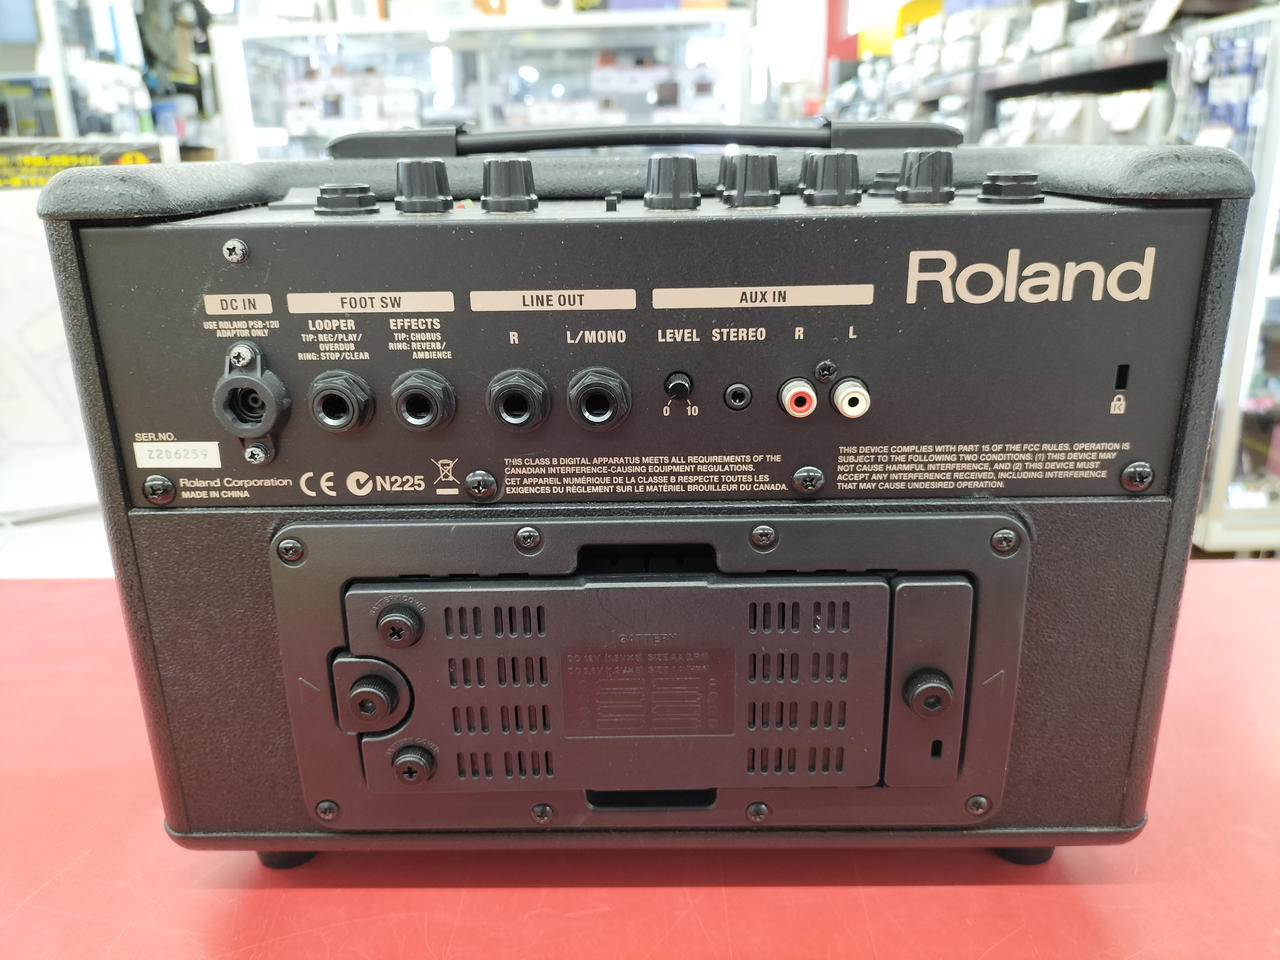 Roland
DC IN
USE ROLAND PSB-12U
ADAPTOR ONLY
FOOT SW
LOOPER
TIP: REC/PLAY/
OVERDUB
RING: STOP/CLEAR
EFFECTS
TIP: CHORUS
RING: REVERB/
AMBIENCE
LINE OUT
R
L/MONO
AUX IN
LEVEL
0 10
STEREO
R
L
K
SER.NO.
Z2D6259
Roland Corporation
MADE IN CHINA
CE
N225
THIS CLASS B DIGITAL APPARATUS MEETS ALL REQUIREMENTS OF THE
CANADIAN INTERFERENCE-CAUSING EQUIPMENT REGULATIONS.
CET APPAREIL NUMÉRIQUE DE LA CLASSE B RESPECTE TOUTES LES
EXIGENCES DU RÈGLEMENT SUR LE MATÉRIEL BROUILLEUR DU CANADA.
THIS DEVICE COMPLIES WITH PART 15 OF THE FCC RULES. OPERATION IS
SUBJECT TO THE FOLLOWING TWO CONDITIONS: (1) THIS DEVICE MAY
NOT CAUSE HARMFUL INTERFERENCE, AND (2) THIS DEVICE MUST
ACCEPT ANY INTERFERENCE RECEIVED, INCLUDING INTERFERENCE
THAT MAY CAUSE UNDESIRED OPERATION.
BATTERY COVER
BATTERY
BATTERY COVER